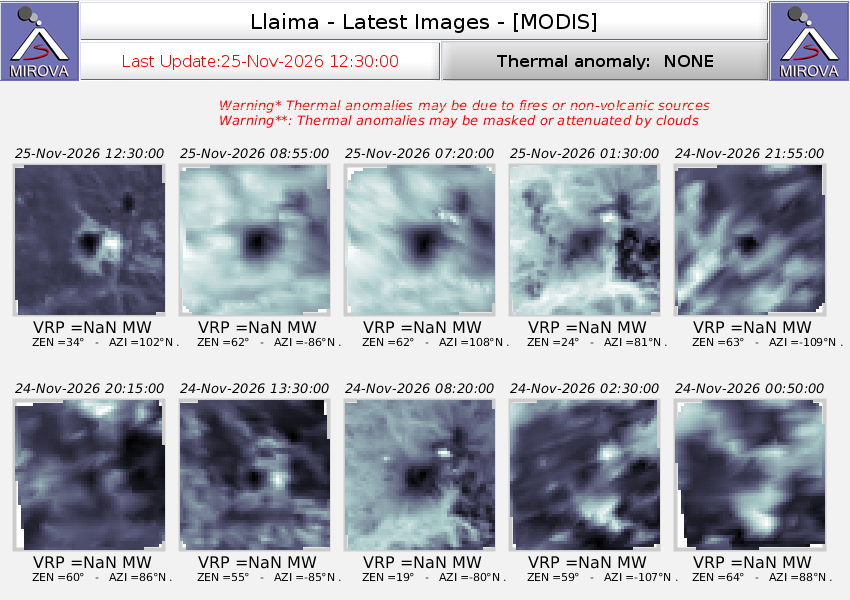 Llaima - Latest Images - [MODIS]
MIROVA
Last Update:25-Nov-2026 12:30:00
Thermal anomaly: NONE
MIROVA
Warning* Thermal anomalies may be due to fires or non-volcanic sources
Warning**: Thermal anomalies may be masked or attenuated by clouds
25-Nov-2026 12:30:00
25-Nov-2026 08:55:00
25-Nov-2026 07:20:00
25-Nov-2026 01:30:00
24-Nov-2026 21:55:00
VRP =NaN MW
VRP =NaN MW
VRP =NaN MW
VRP =NaN MW
VRP =NaN MW
ZEN =34° - AZI =102°N .
ZEN =62° - AZI =-86°N .
ZEN =62° - AZI =108°N .
ZEN =24° - AZI =81°N .
ZEN =63° - AZI =-109°N .
24-Nov-2026 20:15:00
24-Nov-2026 13:30:00
24-Nov-2026 08:20:00
24-Nov-2026 02:30:00
24-Nov-2026 00:50:00
VRP =NaN MW
VRP =NaN MW
VRP =NaN MW
VRP =NaN MW
VRP =NaN MW
ZEN =60° - AZI =86°N .
ZEN =55° - AZI =-85°N .
ZEN =19° - AZI =-80°N .
ZEN =59° - AZI =-107°N .
ZEN =64° - AZI =88°N .